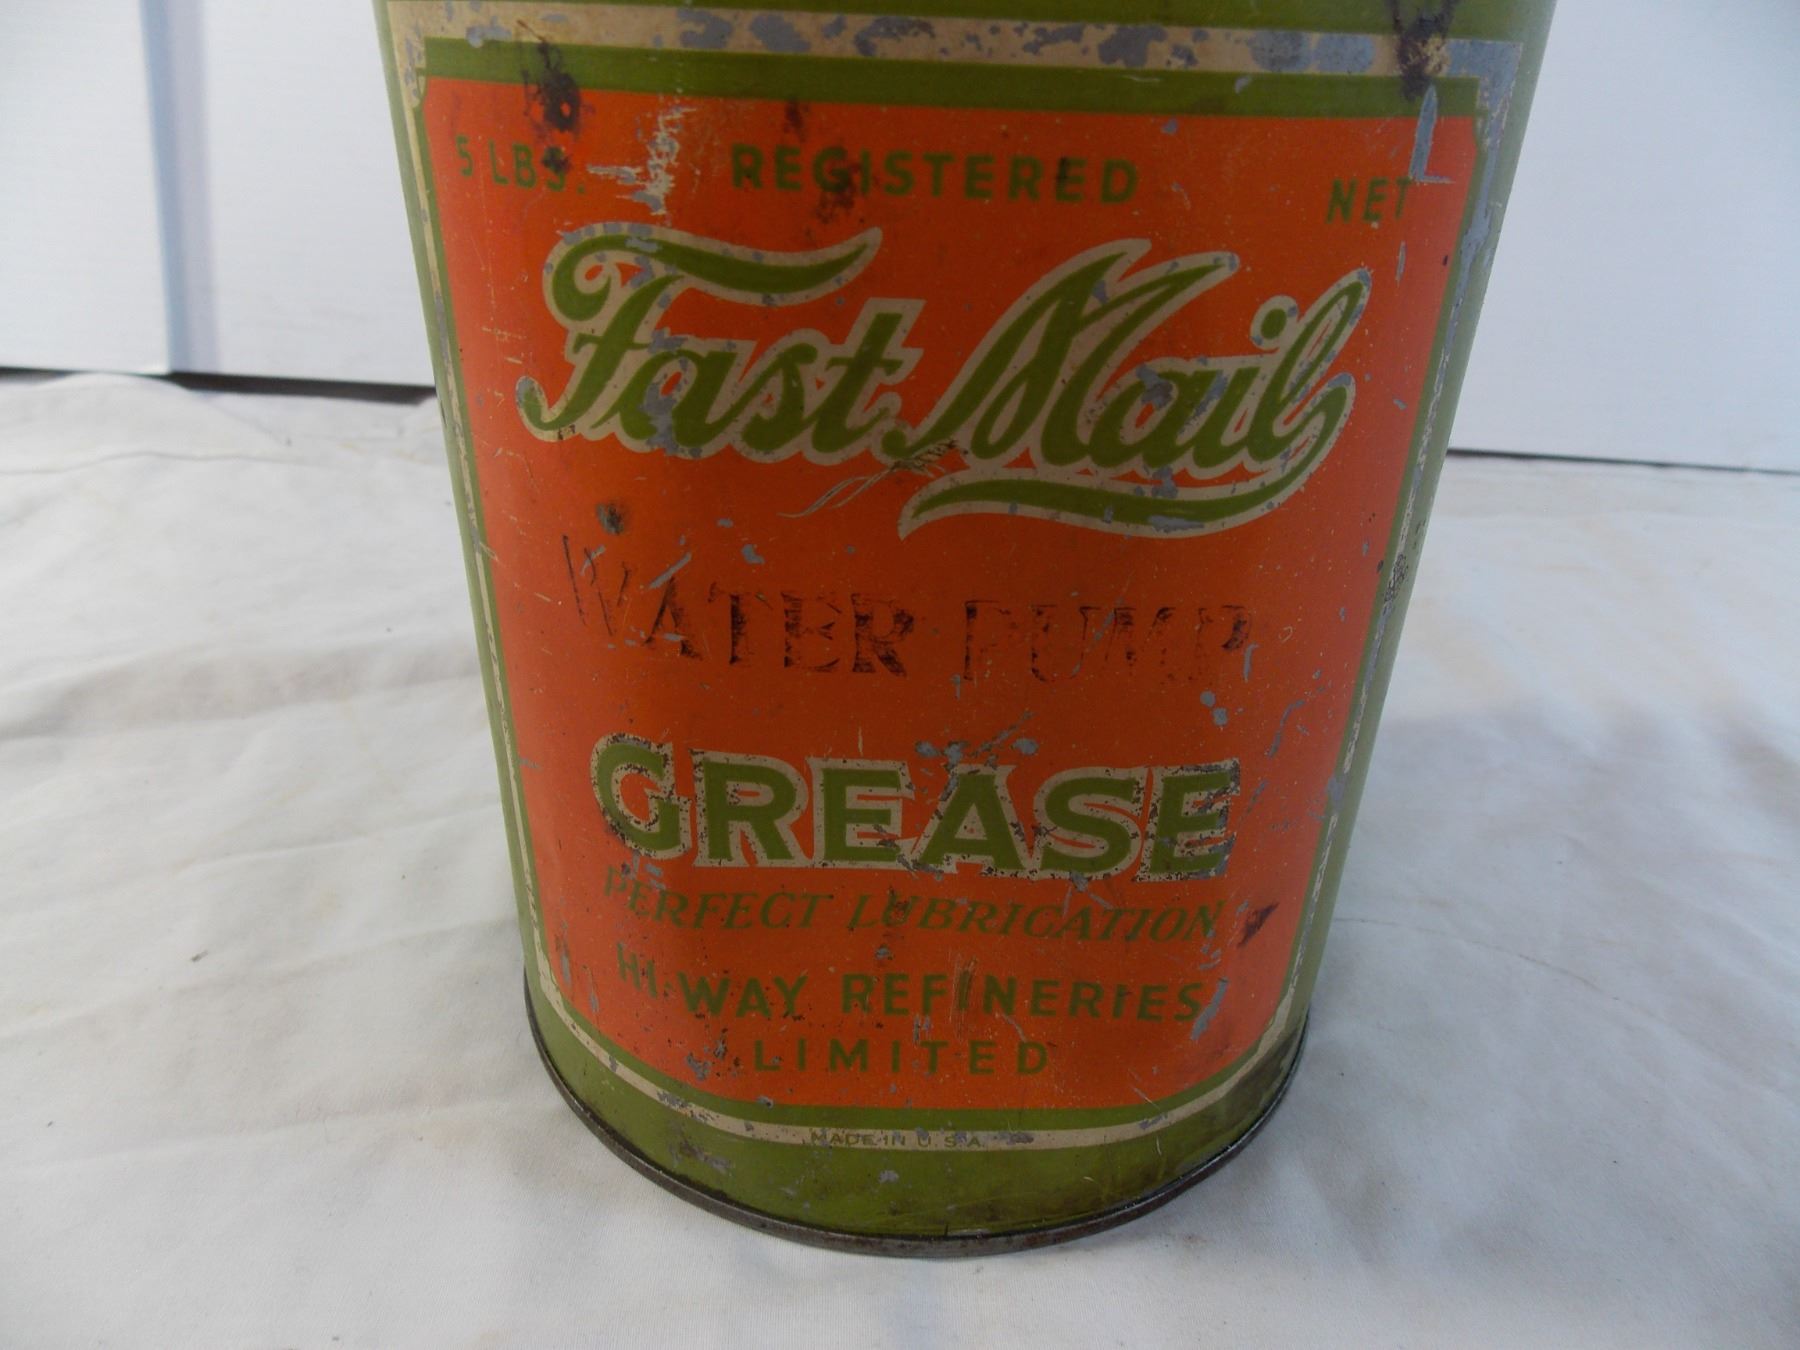 5 LBS. REGISTERED NET
Fast Mail
WATER PUMP
GREASE
PERFECT LUBRICATION
HI-WAY REFINERIES
LIMITED
MADE IN U.S.A.